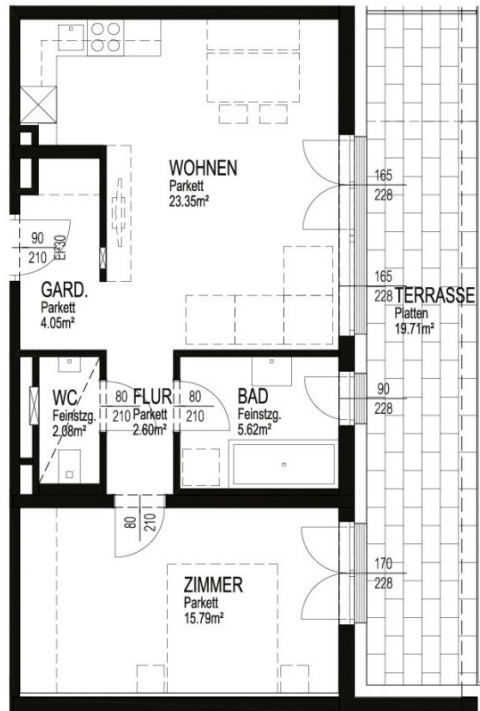 WOHNEN
Parkett
23.35m²
165
228
90
210
EI²30
GARD.
Parkett
4.05m²
165
228
TERRASSE
Platten
19.71m²
WC
Feinstzg.
2.08m²
80
210
FLUR
Parkett
2.60m²
80
210
BAD
Feinstzg.
5.62m²
90
228
80
210
ZIMMER
Parkett
15.79m²
170
228